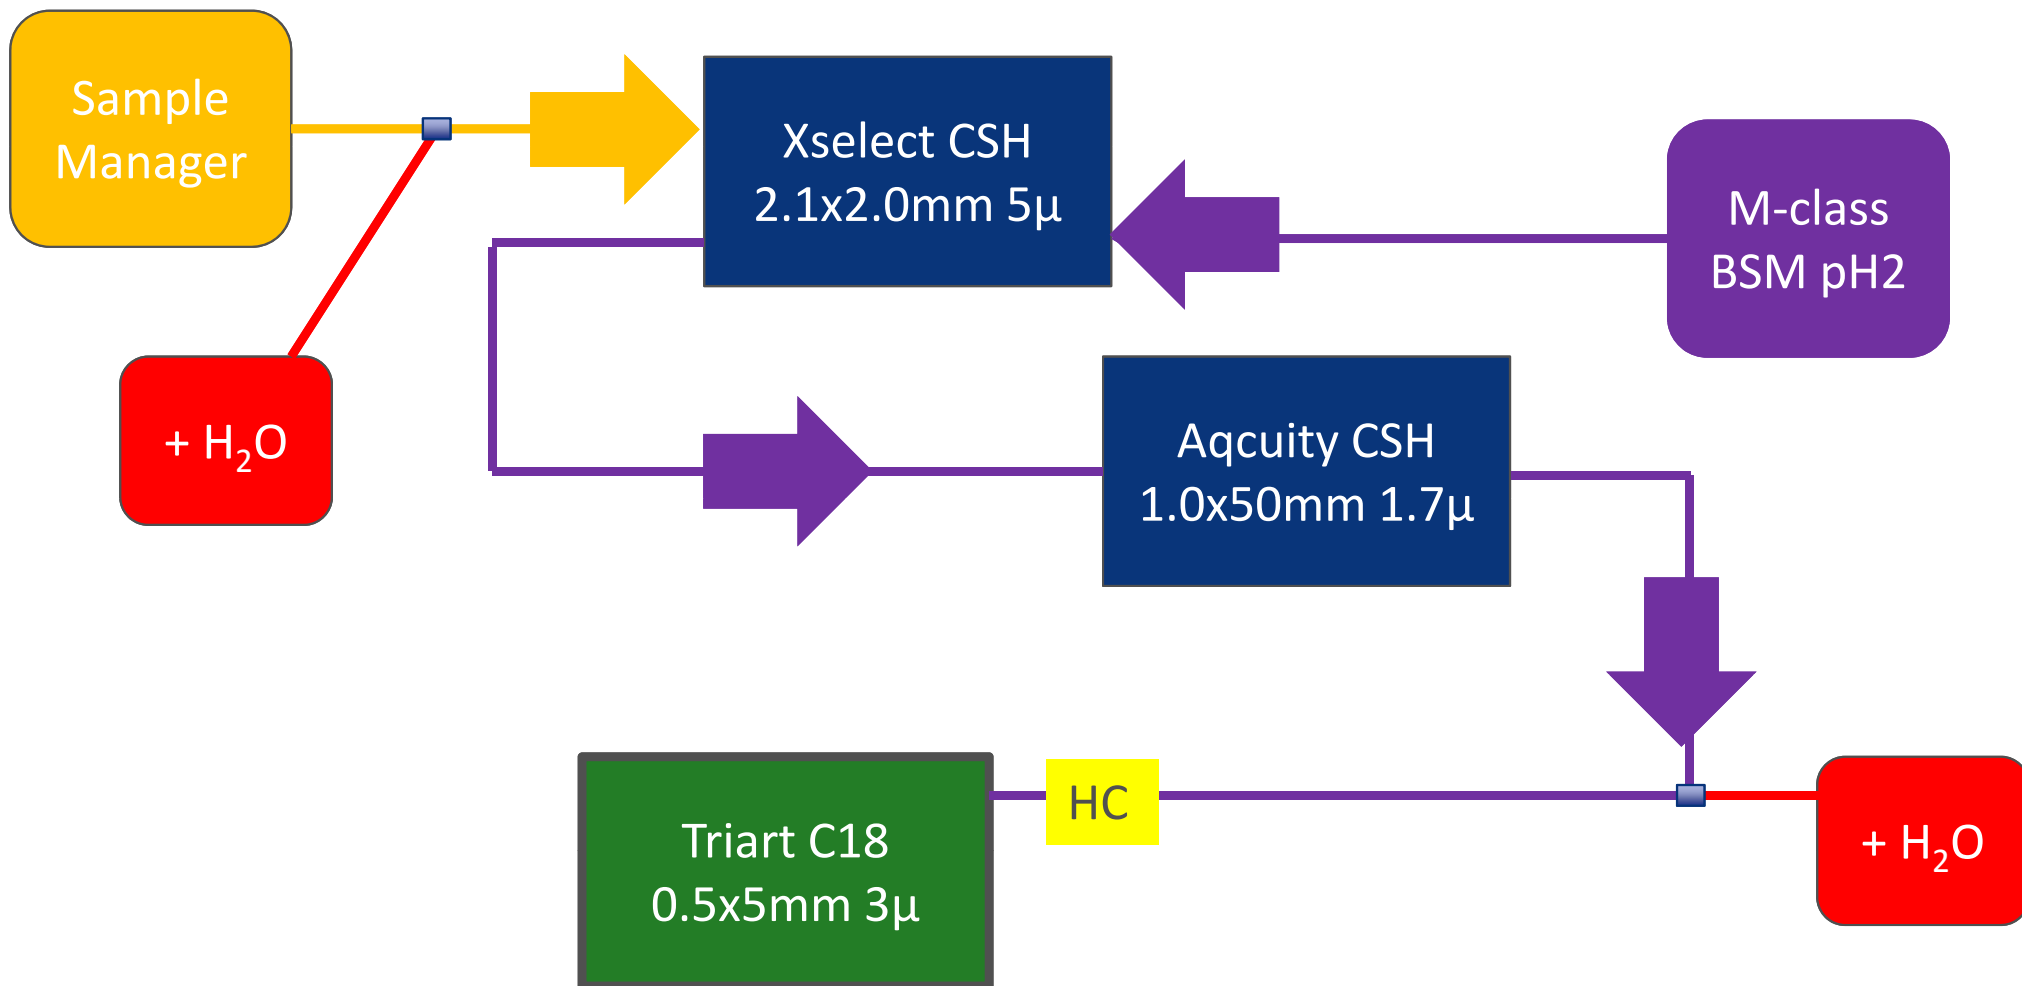 Sample
Manager
Xselect CSH
2.1x2.0mm 5µ
M-class
BSM pH2
+ H₂O
Aqcuity CSH
1.0x50mm 1.7µ
HC
Triart C18
0.5x5mm 3µ
+ H₂O